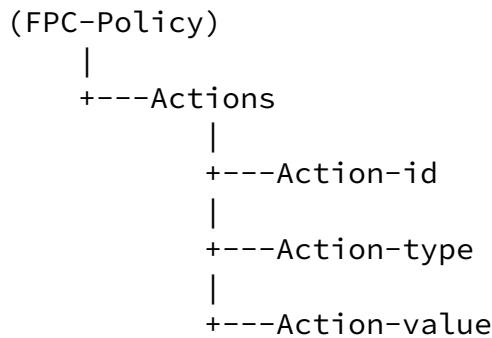 (FPC-Policy)
|
+---Actions
|
+---Action-id
|
+---Action-type
|
+---Action-value